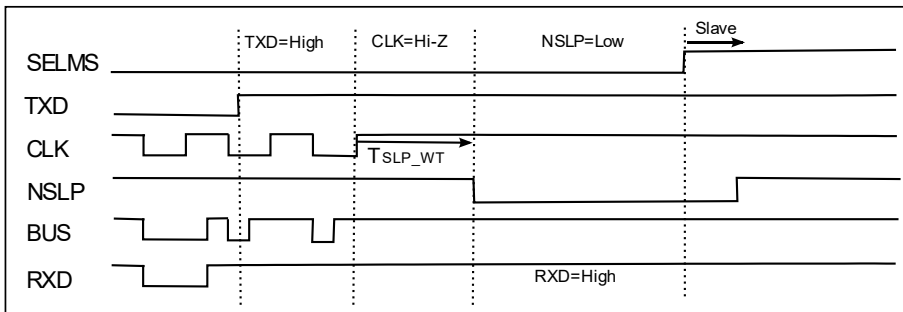 TXD=High CLK=Hi-Z NSLP=Low Slave
SELMS
TXD
CLK
TSLP_WT
NSLP
BUS
RXD
RXD=High